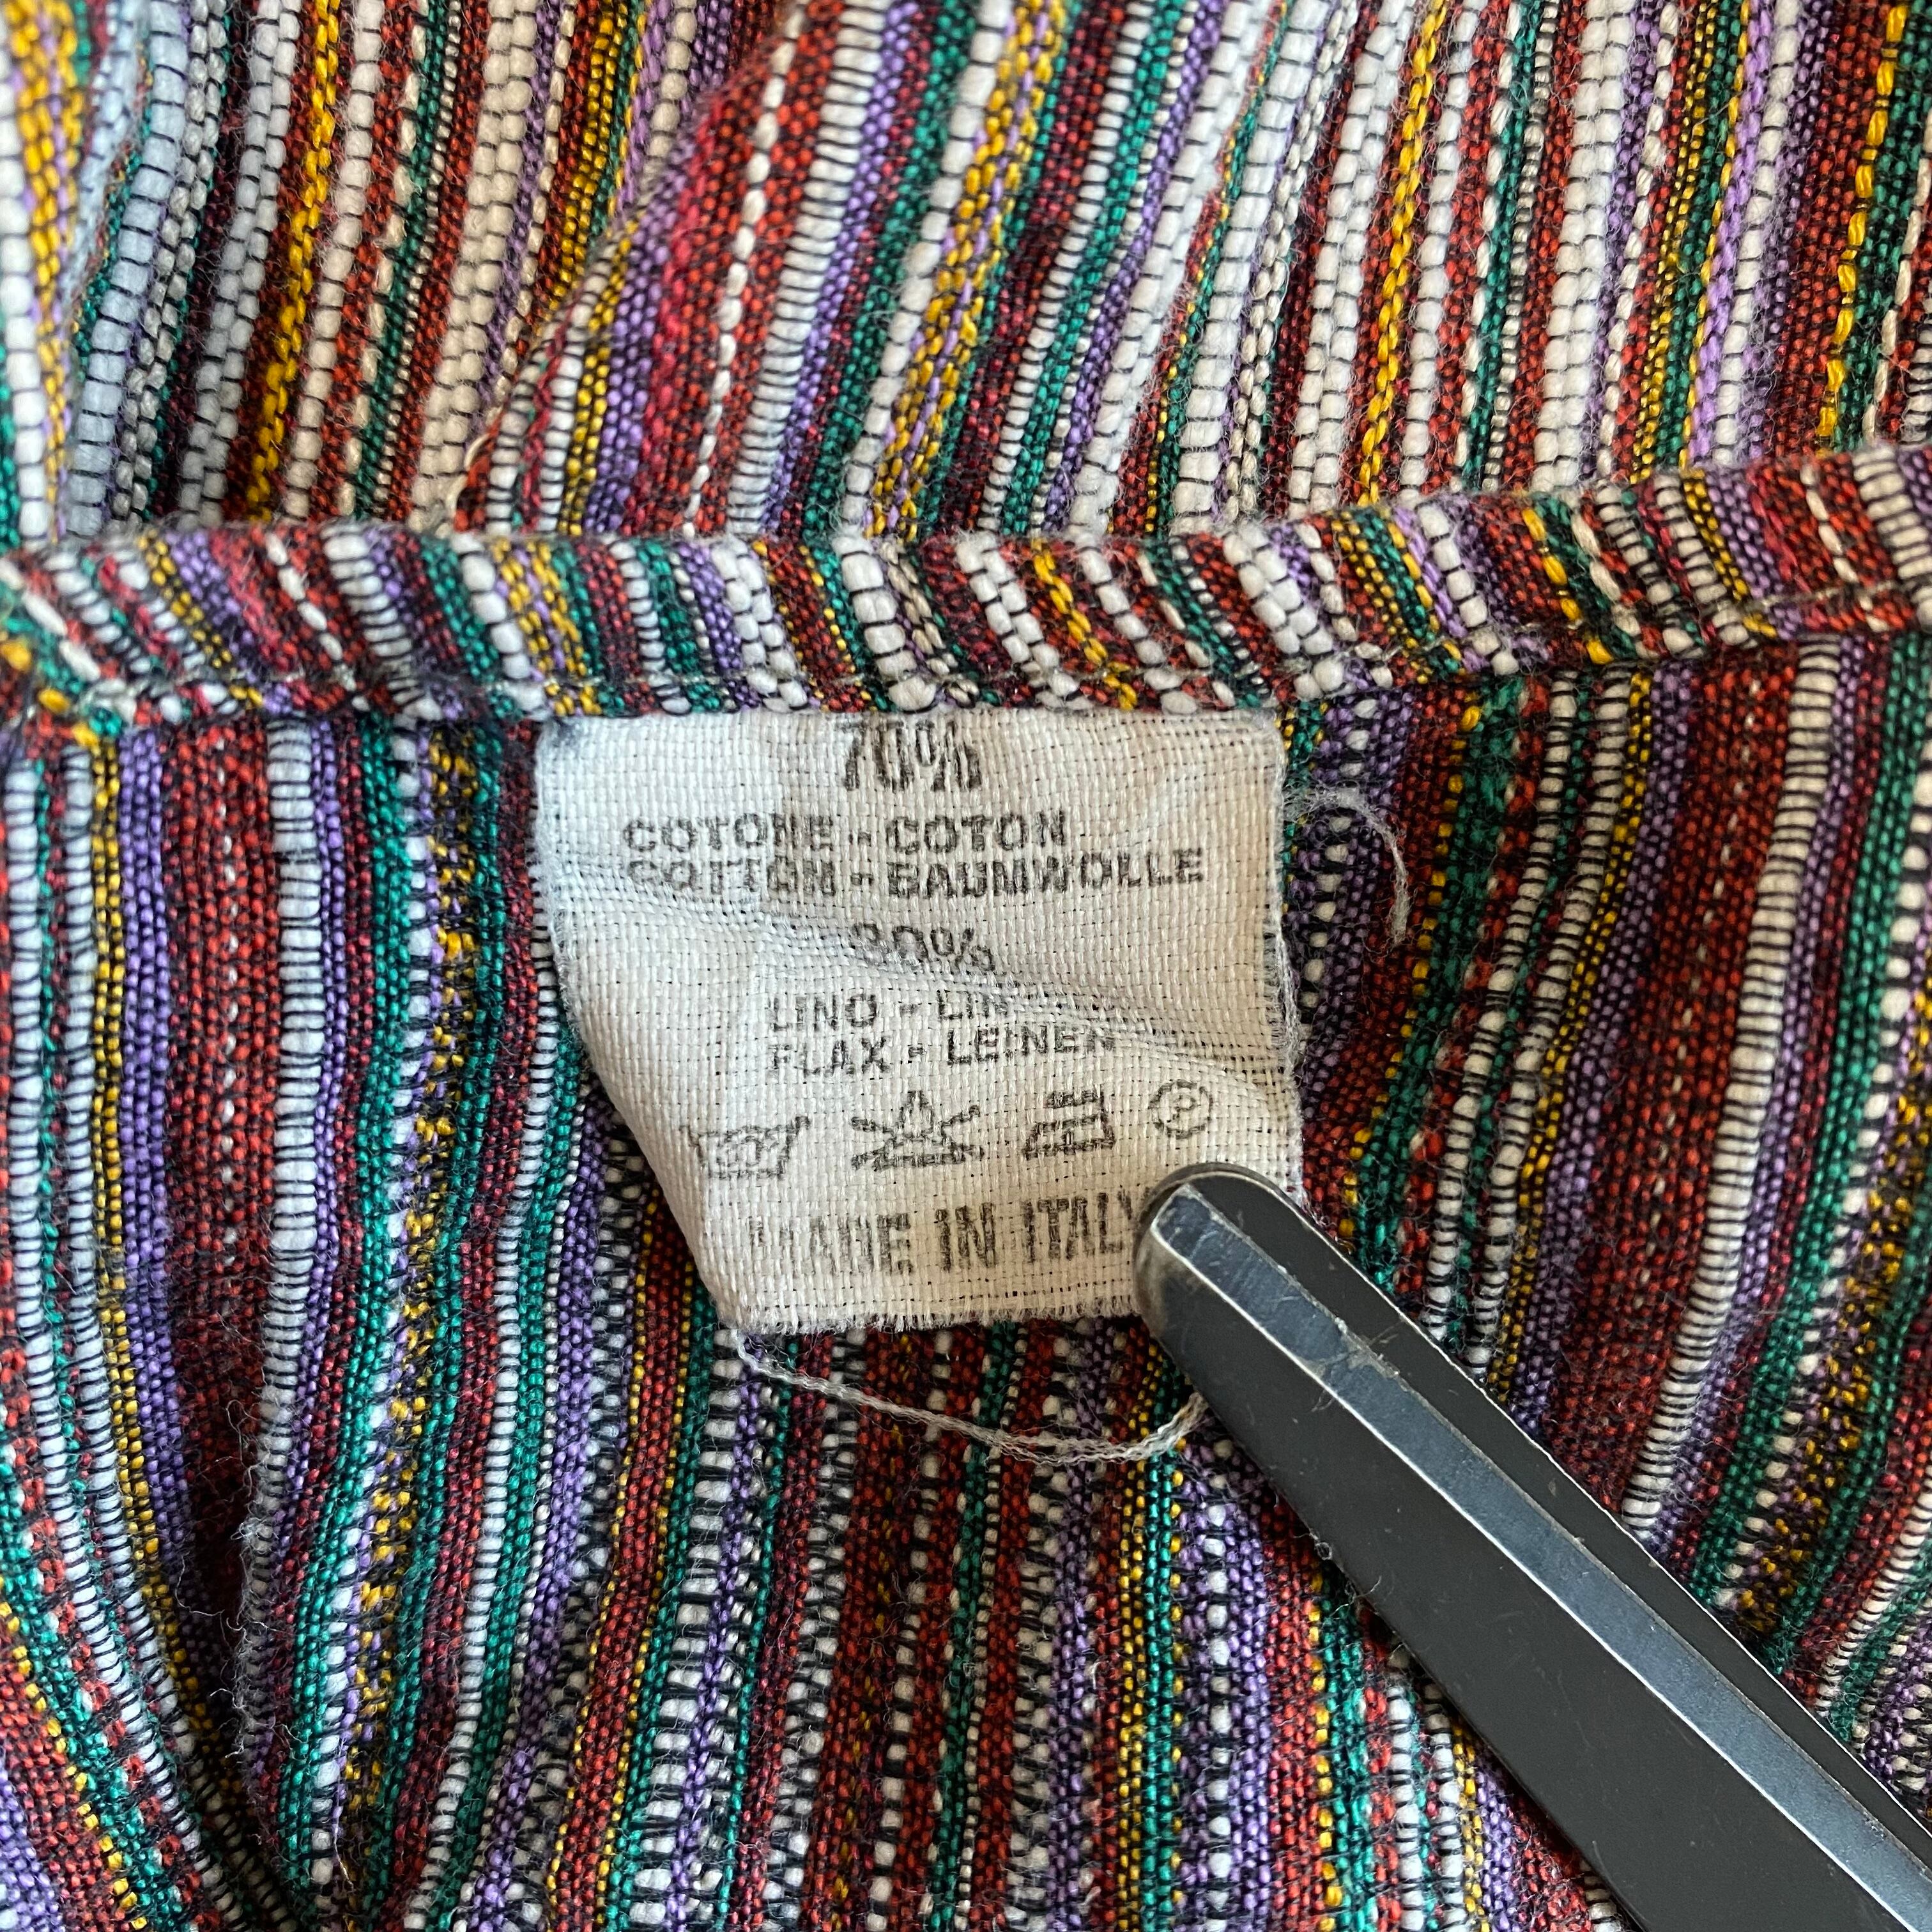 70%
COTONE - COTON
COTTON - BAUMWOLLE
30%
LINO - LIN
FLAX - LEINEN
P
MADE IN ITALY